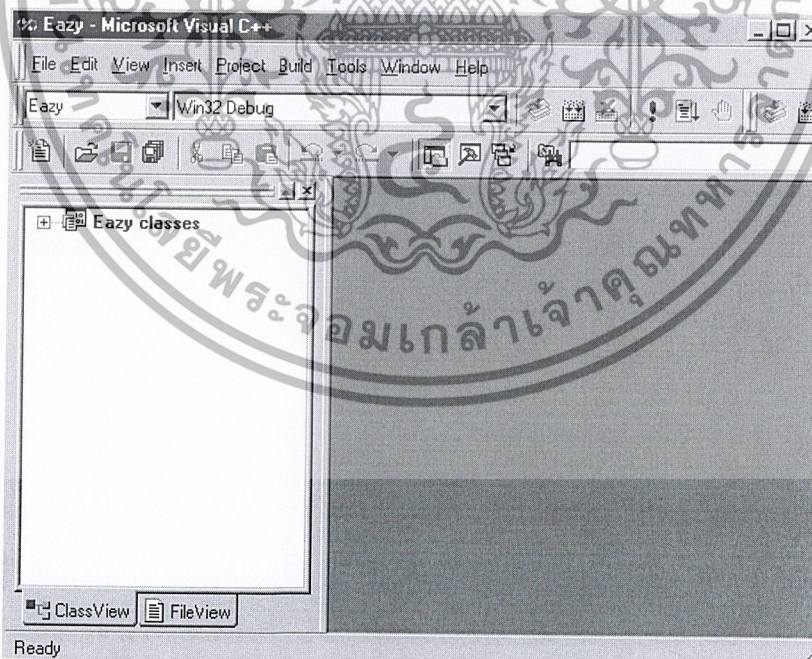 Eazy - Microsoft Visual C++
File Edit View Insert Project Build Tools Window Help
Eazy Win32 Debug
Eazy classes
ClassView FileView
Ready
พระจอมเกล้าเจ้าคุณทหาร